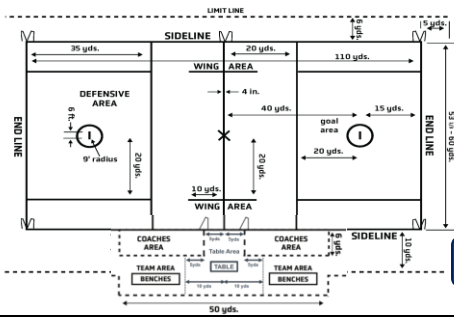 LIMIT LINE
SIDELINE
6 yds.
5 yds.
35 yds.
20 yds.
110 yds.
WING AREA
DEFENSIVE
AREA
4 in.
40 yds.
15 yds.
goal
area
6 ft.
END LINE
END LINE
9' radius
20 yds.
20 yds.
20 yds.
10 yds.
WING AREA
SIDELINE
COACHES
AREA
5yds 5yds
Table Area
COACHES
AREA
6 yds.
10 yds.
TEAM AREA
BENCHES
5yds
TABLE
5yds
TEAM AREA
BENCHES
10 yds 10 yds
50 yds.